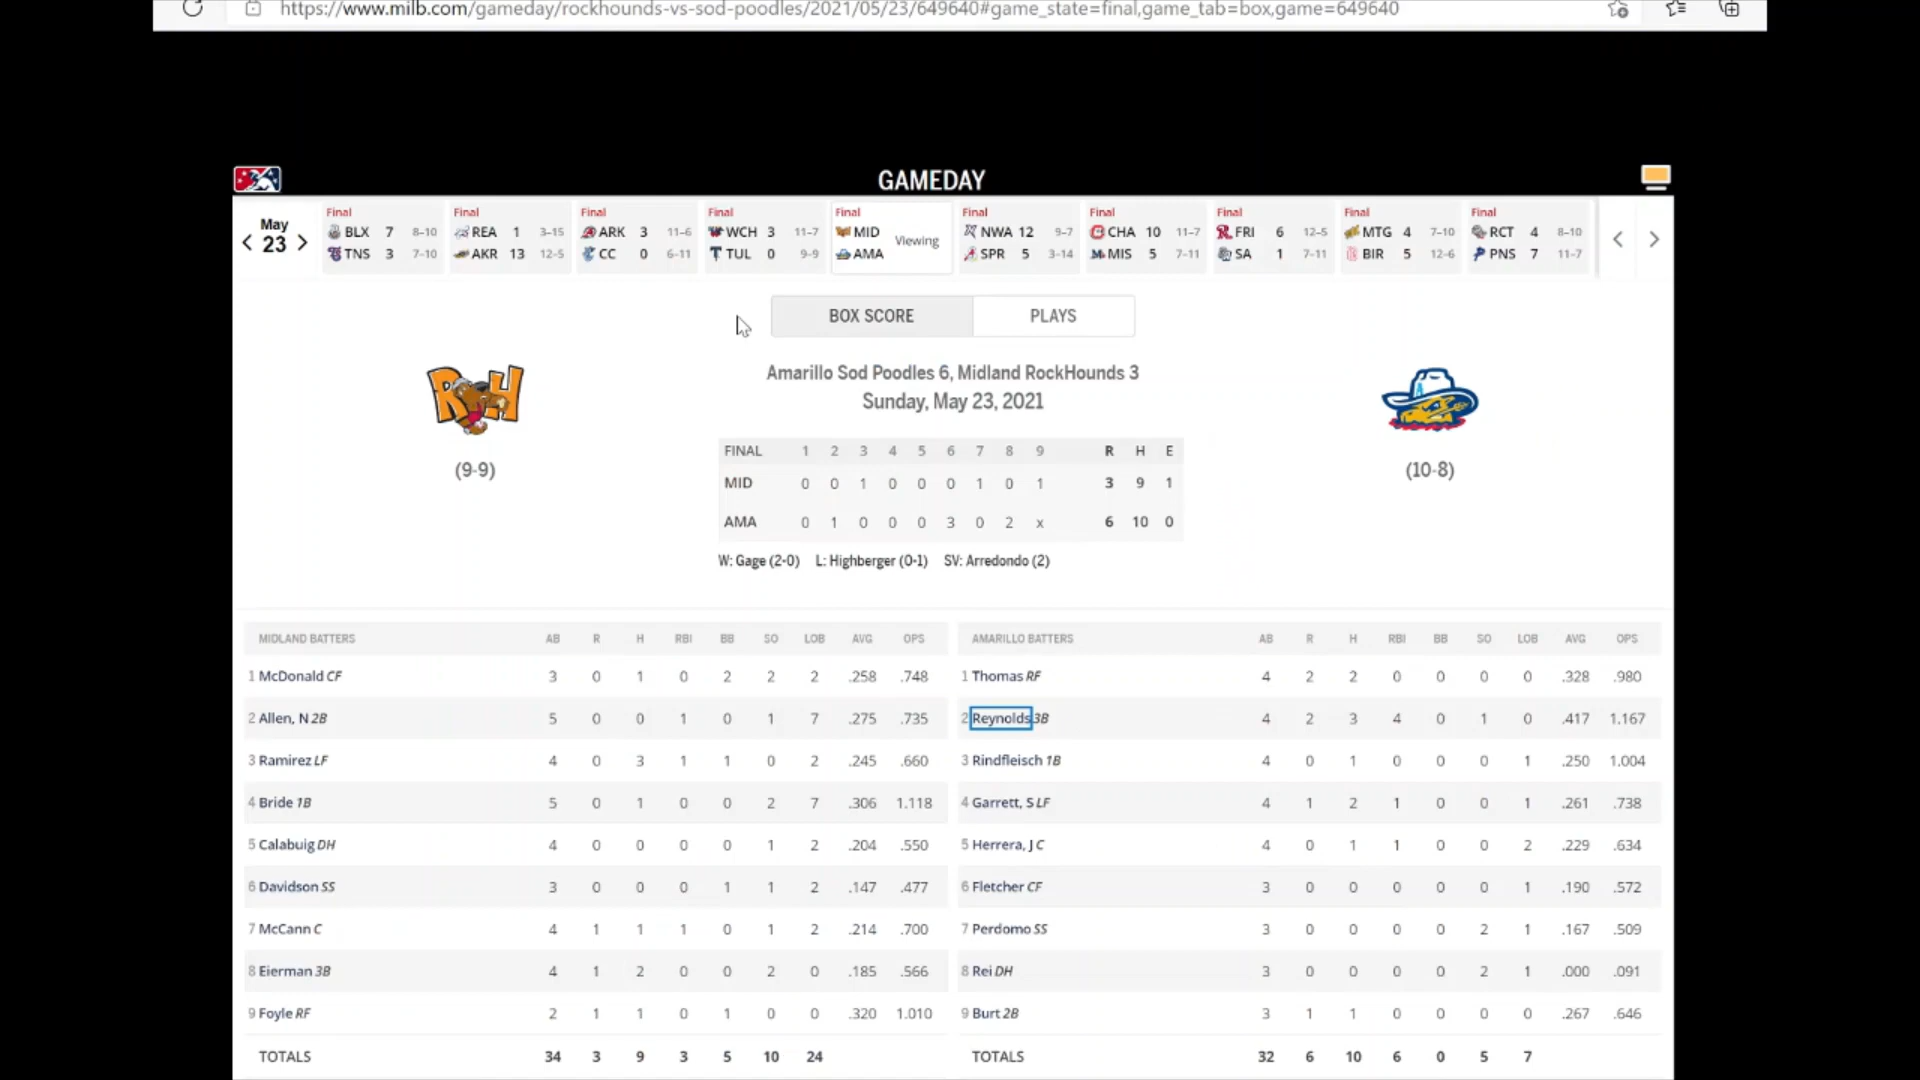 https://www.milb.com/gameday/rockhounds-vs-sod-poodles/2021/05/23/649640#game_state=final,game_tab=box,game=649640
GAMEDAY
May
23
Final
BLX 7 8-10
TNS 3 7-10
Final
REA 1 3-15
AKR 13 12-5
Final
ARK 3 11-6
CC 0 6-11
Final
WCH 3 11-7
TUL 0 9-9
Final
MID
AMA
Viewing
Final
NWA 12 9-7
SPR 5 3-14
Final
CHA 10 11-7
MIS 5 7-11
Final
FRI 6 12-5
SA 1 7-11
Final
MTG 4 7-10
BIR 5 12-6
Final
RCT 4 8-10
PNS 7 11-7
BOX SCORE PLAYS
Amarillo Sod Poodles 6, Midland RockHounds 3
Sunday, May 23, 2021
RH
A
(9-9)
(10-8)
FINAL 1 2 3 4 5 6 7 8 9 R H E
MID 0 0 1 0 0 0 1 0 1 3 9 1
AMA 0 1 0 0 0 3 0 2 x 6 10 0
W: Gage (2-0) L: Highberger (0-1) SV: Arredondo (2)
MIDLAND BATTERS AB R H RBI BB SO LOB AVG OPS
1 McDonald CF 3 0 1 0 2 2 2 .258 .748
2 Allen, N 2B 5 0 0 1 0 1 7 .275 .735
3 Ramirez LF 4 0 3 1 1 0 2 .245 .660
4 Bride 1B 5 0 1 0 0 2 7 .306 1.118
5 Calabuig DH 4 0 0 0 0 1 2 .204 .550
6 Davidson SS 3 0 0 0 1 1 2 .147 .477
7 McCann C 4 1 1 1 0 1 2 .214 .700
8 Eierman 3B 4 1 2 0 0 2 0 .185 .566
9 Foyle RF 2 1 1 0 1 0 0 .320 1.010
TOTALS 34 3 9 3 5 10 24
AMARILLO BATTERS AB R H RBI BB SO LOB AVG OPS
1 Thomas RF 4 2 2 0 0 0 0 .328 .980
2 Reynolds 3B 4 2 3 4 0 1 0 .417 1.167
3 Rindfleisch 1B 4 0 1 0 0 0 1 .250 1.004
4 Garrett, S LF 4 1 2 1 0 0 1 .261 .738
5 Herrera, J C 4 0 1 1 0 0 2 .229 .634
6 Fletcher CF 3 0 0 0 0 0 1 .190 .572
7 Perdomo SS 3 0 0 0 0 2 1 .167 .509
8 Rei DH 3 0 0 0 0 2 1 .000 .091
9 Burt 2B 3 1 1 0 0 0 0 .267 .646
TOTALS 32 6 10 6 0 5 7